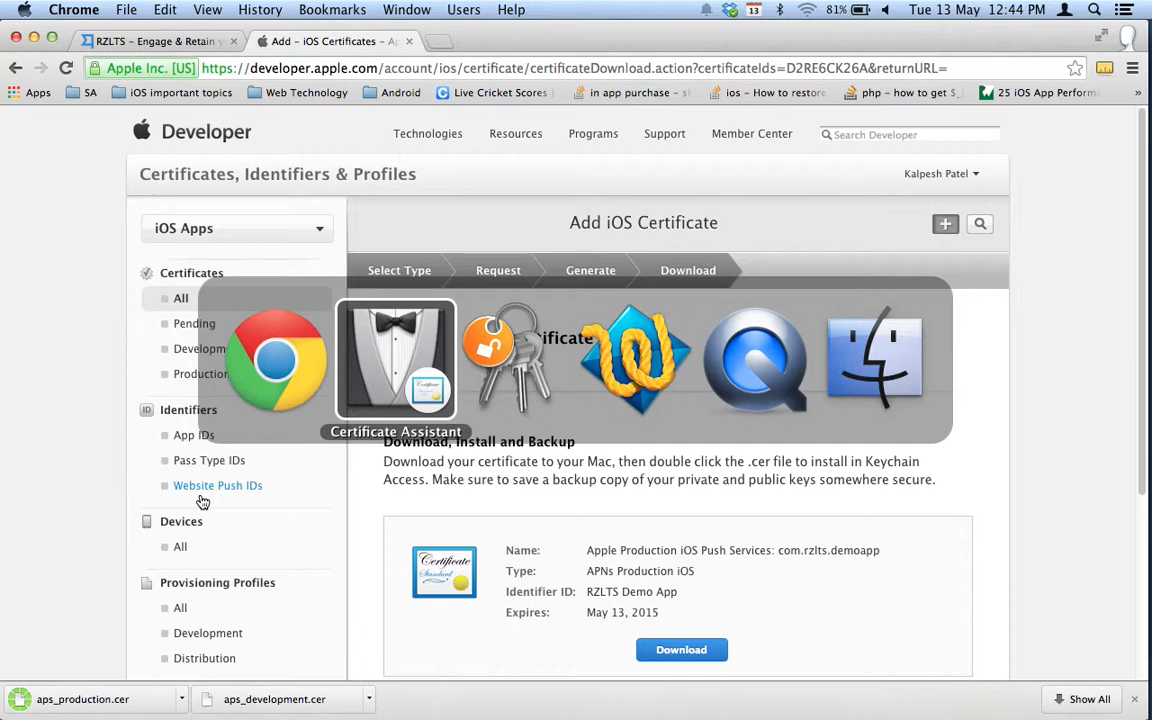 Chrome File Edit View History Bookmarks Window Users Help 13 81% Tue 13 May 12:44 PM
RZLTS - Engage & Retain y × Add - iOS Certificates - Ap ×
Apple Inc. [US] https://developer.apple.com/account/ios/certificate/certificateDownload.action?certificateIds=D2RE6CK26A&returnURL=
Apps SA iOS important topics Web Technology Android Live Cricket Scores in app purchase - sk ios - How to restore php - how to get $_ 25 iOS App Perform »
Developer Technologies Resources Programs Support Member Center Search Developer
Certificates, Identifiers & Profiles Kalpesh Patel
iOS Apps Add iOS Certificate
Certificates Select Type Request Generate Download
All
Pending
Developm
Production
ificate
Certificate Assistant
Identifiers
App IDs
Pass Type IDs
Website Push IDs
Devices
All
Provisioning Profiles
All
Development
Distribution
Download, Install and Backup
Download your certificate to your Mac, then double click the .cer file to install in Keychain
Access. Make sure to save a backup copy of your private and public keys somewhere secure.
Certificate
Standard
Name: Apple Production iOS Push Services: com.rzlts.demoapp
Type: APNs Production iOS
Identifier ID: RZLTS Demo App
Expires: May 13, 2015
Download
aps_production.cer aps_development.cer Show All